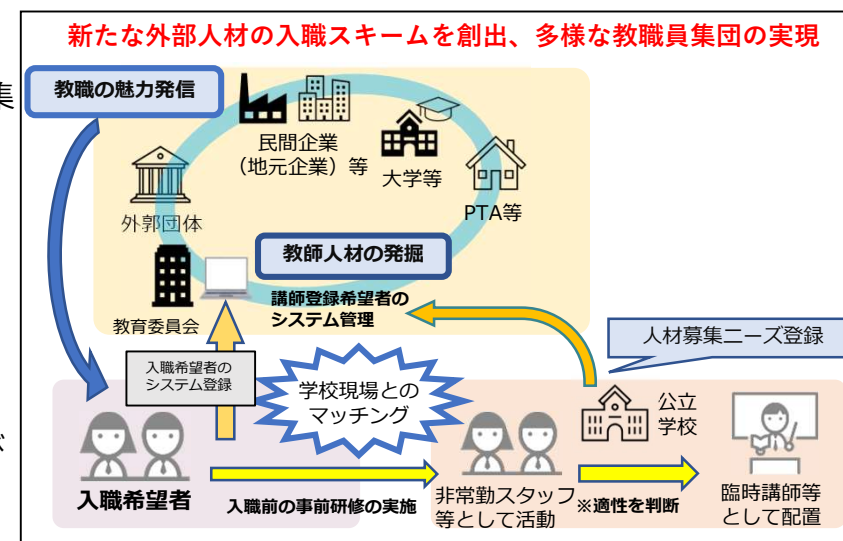 新たな外部人材の入職スキームを創出、多様な教職員集団の実現
集
教職の魅力発信
民間企業
（地元企業）等
大学等
外郭団体
PTA等
教師人材の発掘
講師登録希望者の
システム管理
教育委員会
人材募集ニーズ登録
入職希望者の
システム登録
学校現場との
マッチング
公立
学校
入職希望者
入職前の事前研修の実施
非常勤スタッフ
等として活動
※適性を判断
臨時講師等
として配置